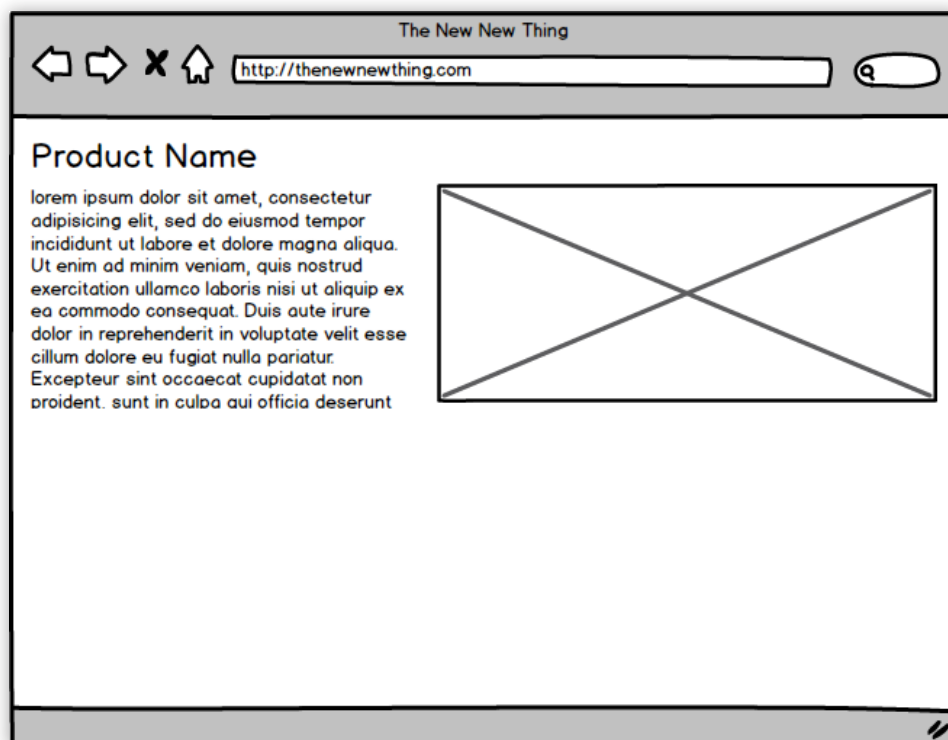 The New New Thing
http://thenewnewthing.com
Product Name
lorem ipsum dolor sit amet, consectetur
adipisicing elit, sed do eiusmod tempor
incididunt ut labore et dolore magna aliqua.
Ut enim ad minim veniam, quis nostrud
exercitation ullamco laboris nisi ut aliquip ex
ea commodo consequat. Duis aute irure
dolor in reprehenderit in voluptate velit esse
cillum dolore eu fugiat nulla pariatur.
Excepteur sint occaecat cupidatat non
proident, sunt in culpa qui officia deserunt